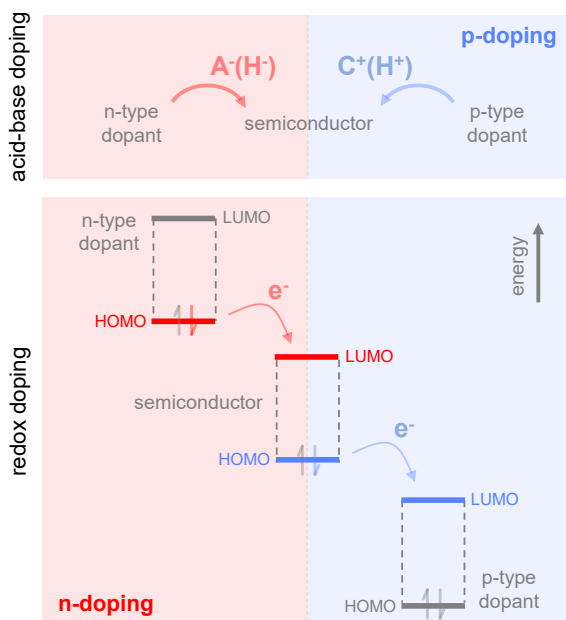 acid-base doping
p-doping
A⁻(H⁻)
C⁺(H⁺)
n-type
dopant
semiconductor
p-type
dopant
redox doping
n-type
dopant
LUMO
energy
e⁻
HOMO
LUMO
semiconductor
e⁻
HOMO
LUMO
p-type
dopant
HOMO
n-doping